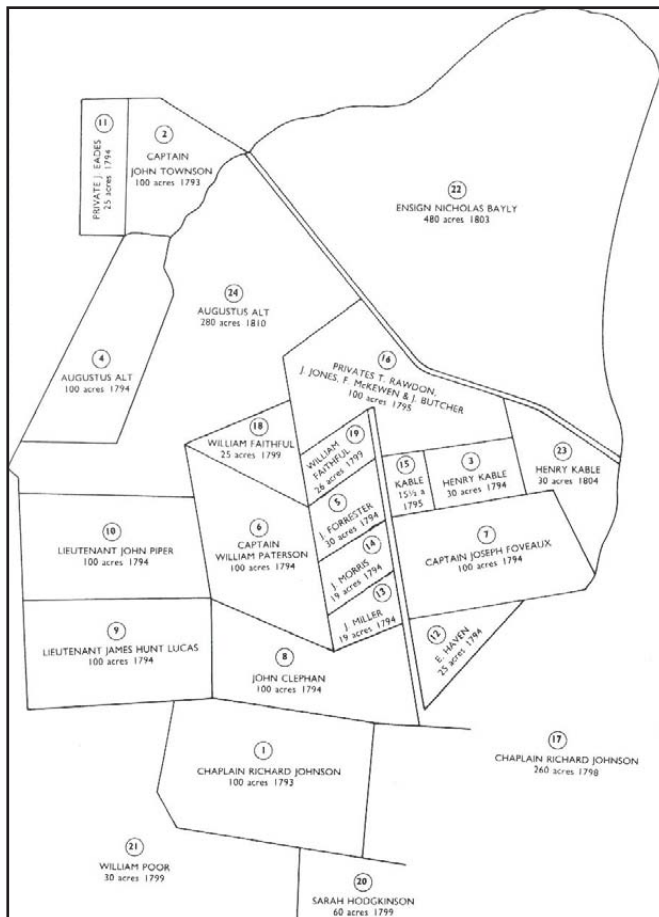 11
PRIVATE J. EADES
25 acres 1794
2
CAPTAIN
JOHN TOWNSON
100 acres 1793
22
ENSIGN NICHOLAS BAYLY
480 acres 1803
24
AUGUSTUS ALT
280 acres 1810
4
AUGUSTUS ALT
100 acres 1794
16
PRIVATES T. RAWDON,
J. JONES, F. McKEWEN & J. BUTCHER
100 acres 1795
18
WILLIAM FAITHFUL
25 acres 1799
19
WILLIAM
FAITHFUL
26 acres 1799
15
KABLE
15½ a
1795
3
HENRY KABLE
30 acres 1794
23
HENRY KABLE
30 acres 1804
5
J. FORRESTER
30 acres 1794
6
CAPTAIN
WILLIAM PATERSON
100 acres 1794
7
CAPTAIN JOSEPH FOVEAUX
100 acres 1794
10
LIEUTENANT JOHN PIPER
100 acres 1794
14
J. MORRIS
19 acres 1794
13
J. MILLER
19 acres 1794
9
LIEUTENANT JAMES HUNT LUCAS
100 acres 1794
8
JOHN CLEPHAN
100 acres 1794
12
E. HAVEN
25 acres 1794
1
CHAPLAIN RICHARD JOHNSON
100 acres 1793
17
CHAPLAIN RICHARD JOHNSON
260 acres 1798
21
WILLIAM POOR
30 acres 1799
20
SARAH HODGKINSON
60 acres 1799